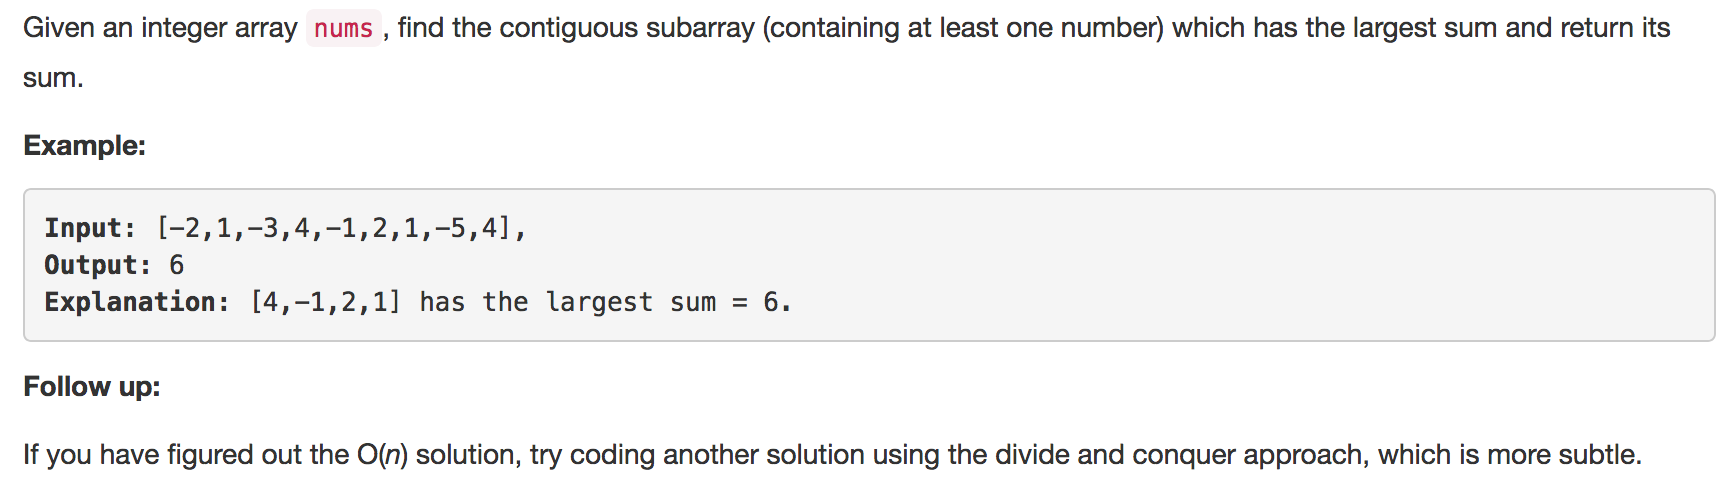 Given an integer array nums , find the contiguous subarray (containing at least one number) which has the largest sum and return its
sum.
Example:
Input: [-2,1,-3,4,-1,2,1,-5,4],
Output: 6
Explanation: [4,-1,2,1] has the largest sum = 6.
Follow up:
If you have figured out the O(n) solution, try coding another solution using the divide and conquer approach, which is more subtle.